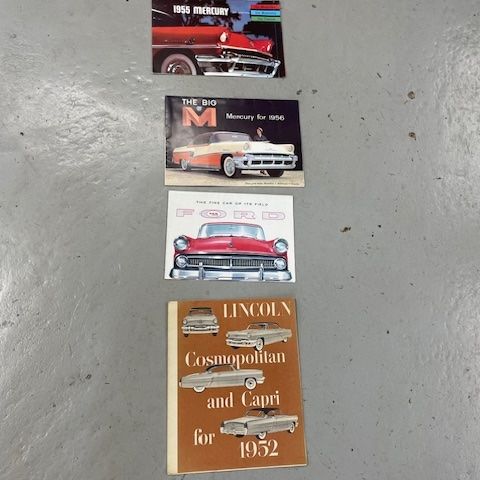 1955 MERCURY
THE BIG
M
Mercury for 1956
THE FINE CAR OF ITS FIELD
FORD
'55
LINCOLN
Cosmopolitan
and Capri
for 1952